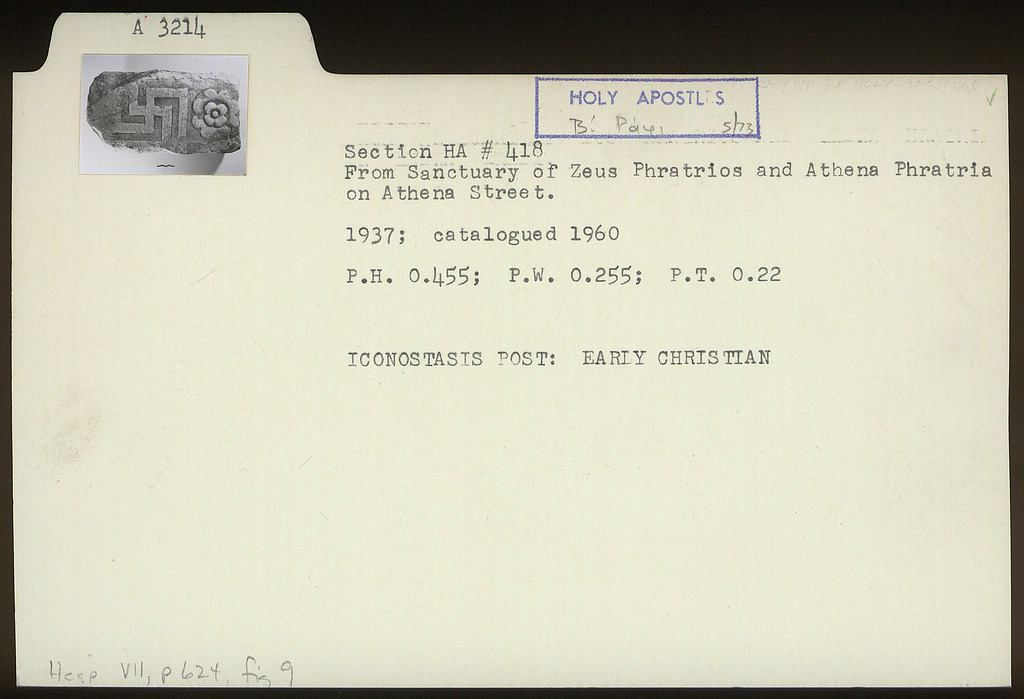 A 3214
HOLY APOSTLES
5/73
Section HA # 418
From Sanctuary of Zeus Phratrios and Athena Phratria
on Athena Street.
1937; catalogued 1960
P.H. 0.455; P.W. 0.255; P.T. 0.22
ICONOSTASIS POST: EARLY CHRISTIAN
Hesp VII, p 624, fig 9